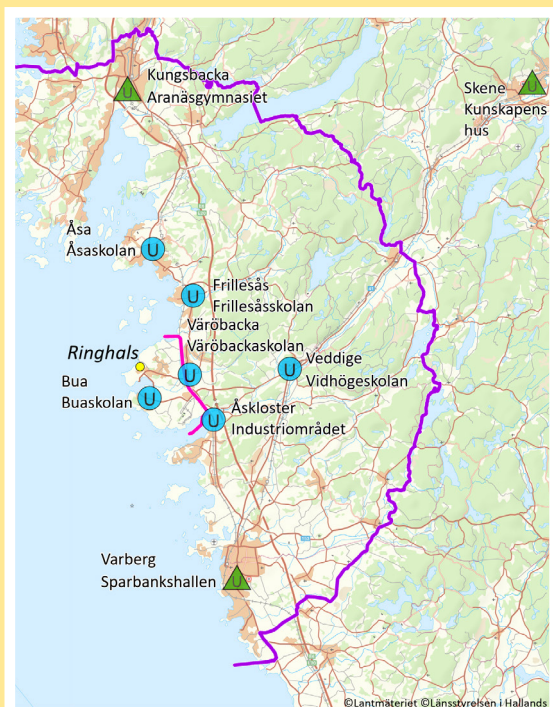 Kungsbacka
Aranäsgymnasiet
U
Skene
Kunskapens
hus
U
Åsa
Åsaskolan
U
Frillesås
Frillesåsskolan
U
Väröbacka
Väröbackaskolan
U
Ringhals
Veddige
Vidhögeskolan
U
Bua
Buaskolan
U
Åskloster
Industriområdet
U
Varberg
Sparbankshallen
U
©Lantmäteriet ©Länsstyrelsen i Hallands